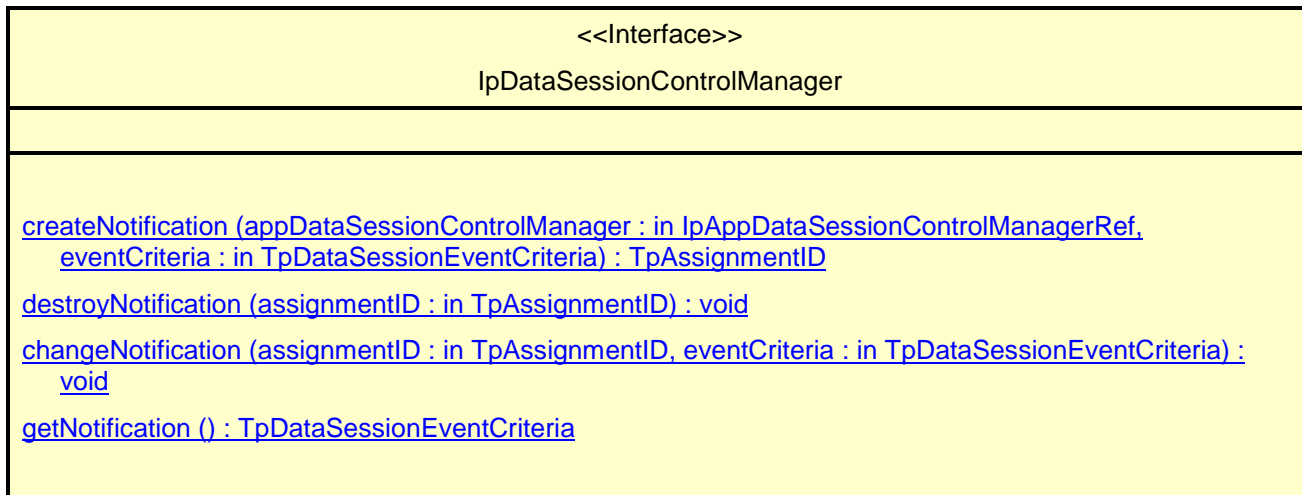 <<Interface>>
IpDataSessionControlManager
createNotification (appDataSessionControlManager : in IpAppDataSessionControlManagerRef,
eventCriteria : in TpDataSessionEventCriteria) : TpAssignmentID
destroyNotification (assignmentID : in TpAssignmentID) : void
changeNotification (assignmentID : in TpAssignmentID, eventCriteria : in TpDataSessionEventCriteria) :
void
getNotification () : TpDataSessionEventCriteria